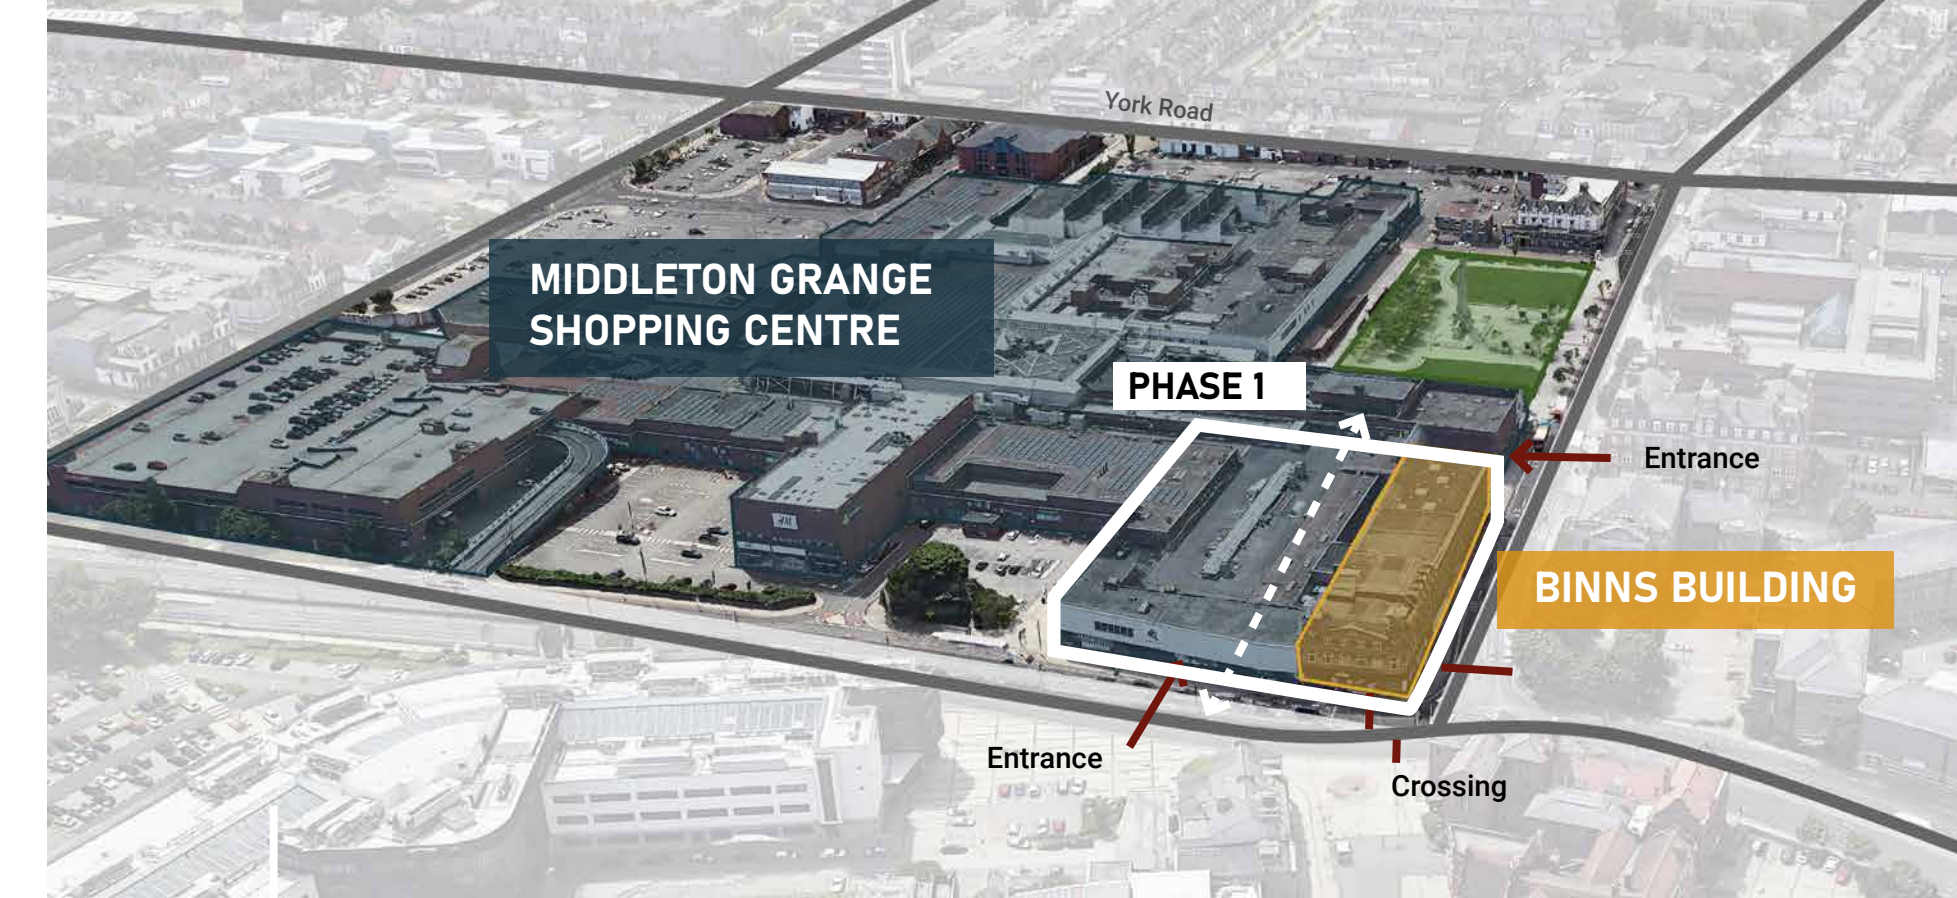 York Road
MIDDLETON GRANGE
SHOPPING CENTRE
PHASE 1
Entrance
BINNS BUILDING
Entrance
Crossing